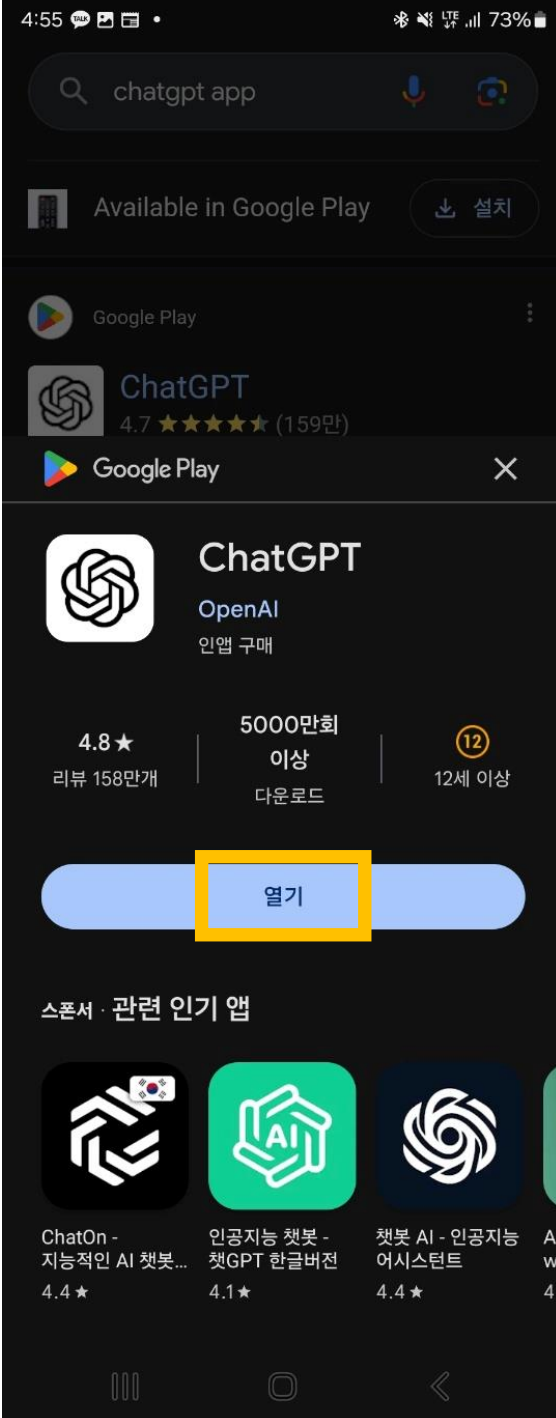 4:55
TALK
LTE
73%
chatgpt app
Available in Google Play
설치
Google Play
ChatGPT
4.7 ★★★★★ (159만)
Google Play
ChatGPT
OpenAI
인앱 구매
4.8★
리뷰 158만개
5000만회
이상
다운로드
12
12세 이상
열기
스폰서 · 관련 인기 앱
AI
ChatOn -
지능적인 AI 챗봇...
4.4★
인공지능 챗봇 -
챗GPT 한글버전
4.1★
챗봇 AI - 인공지능
어시스턴트
4.4★
A
w
4